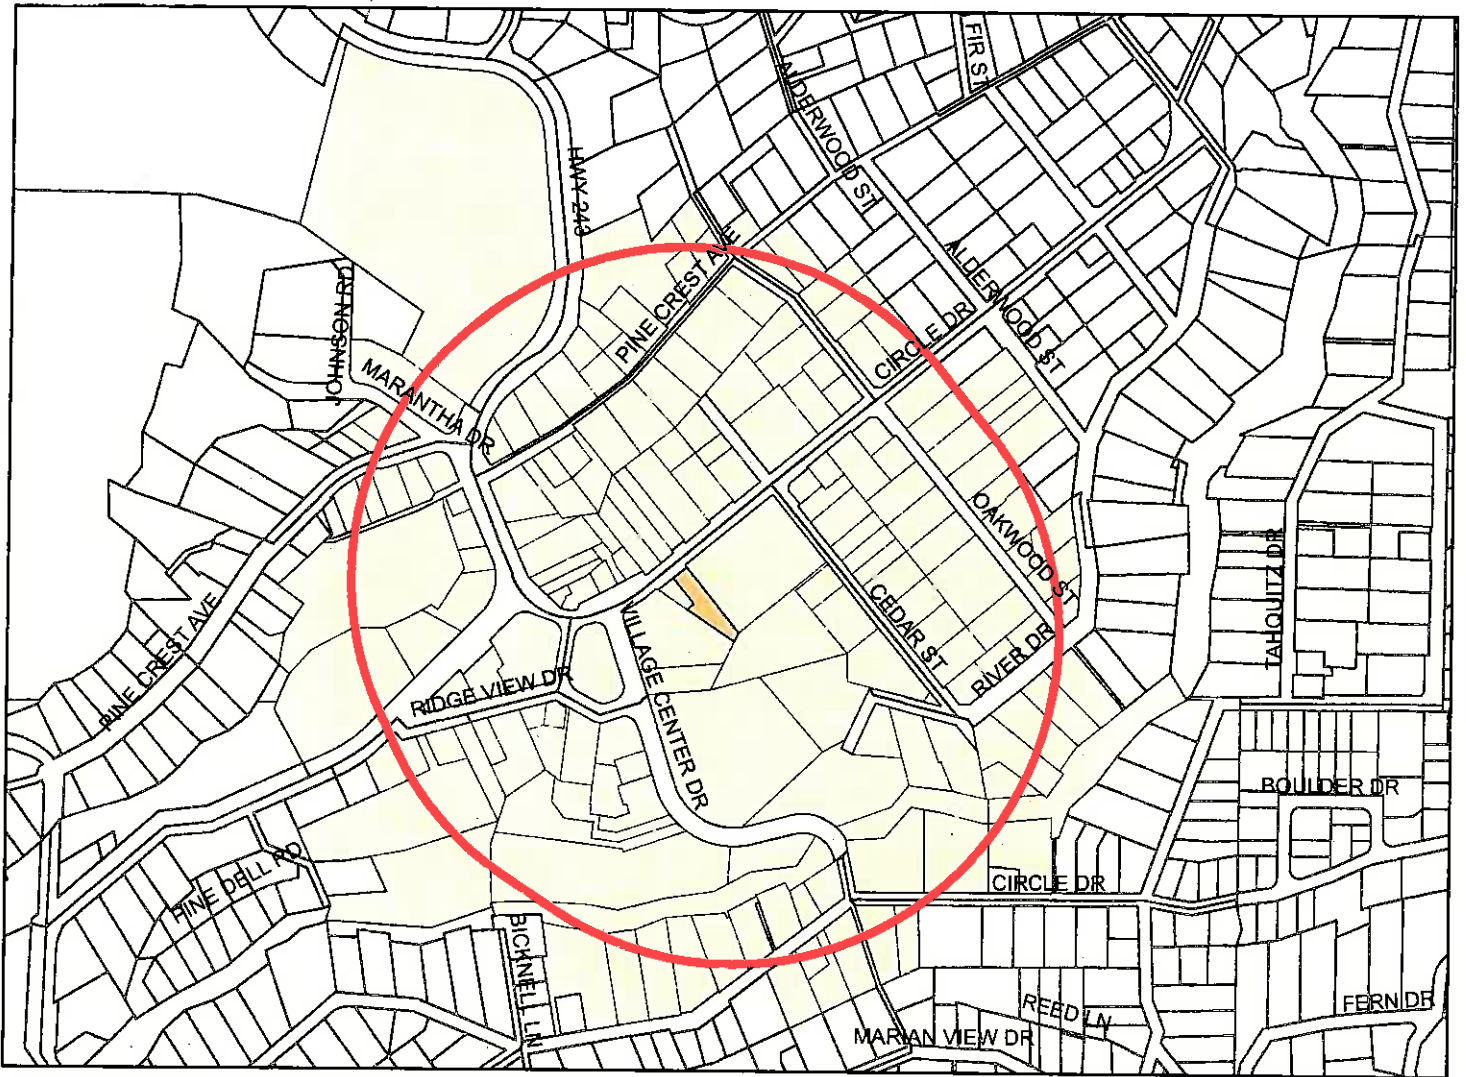 FIR ST
ALDERWOOD ST
HWY 243
PINE CREST AVE
ALDERWOOD ST
JOHNSON RD
CIRCLE DR
MARANTHA DR
OAKWOOD ST
TAHQUITZ DR
CEDAR ST
VILLAGE CENTER DR
PINE CREST AVE
RIVER DR
RIDGE VIEW DR
BOULDER DR
PINE DELL RD
CIRCLE DR
BICKNELL LN
REED LN
FERN DR
MARIAN VIEW DR